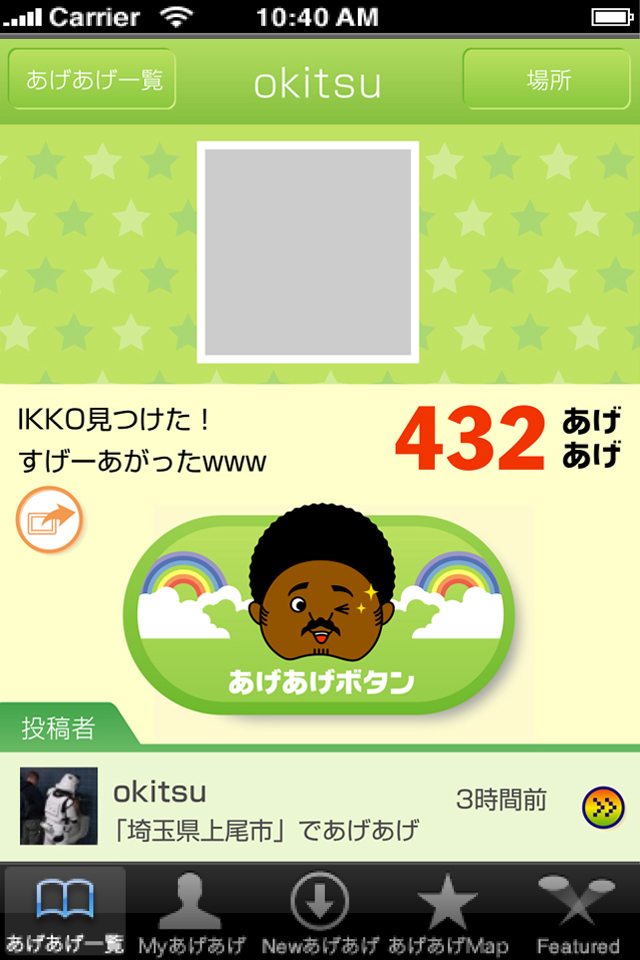 Carrier 10:40 AM
あげあげ一覧 okitsu 場所
IKKO見つけた！
すげーあがったwww
432 あげ
あげ
あげあげボタン
投稿者
okitsu 3時間前
「埼玉県上尾市」であげあげ
あげあげ一覧 Myあげあげ Newあげあげ あげあげMap Featured